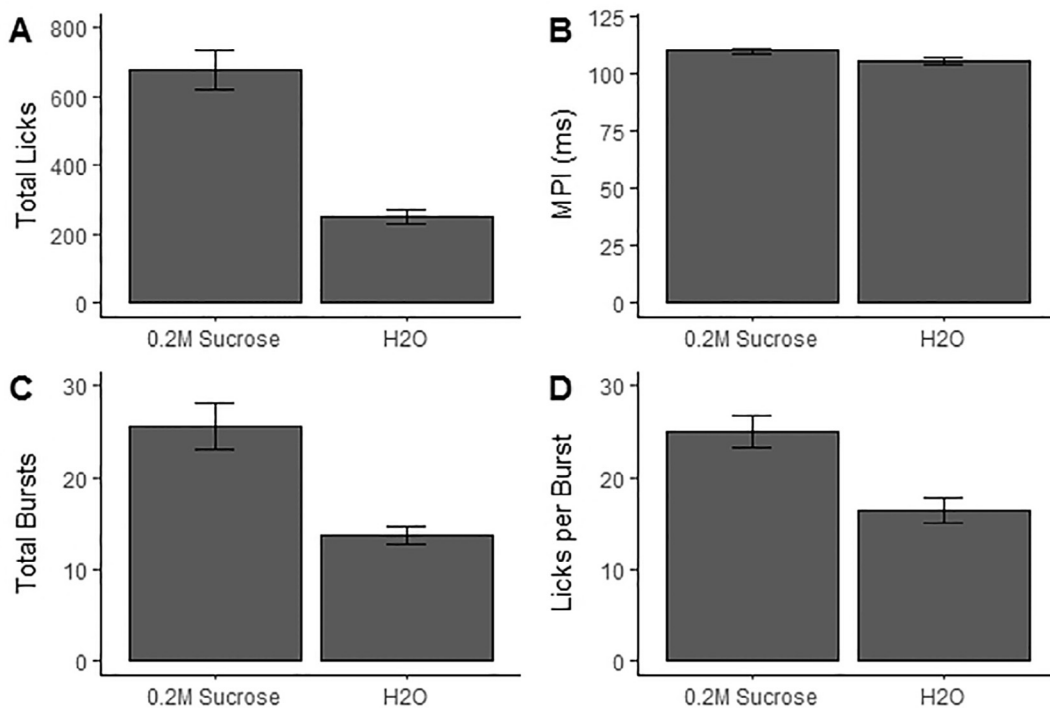 A
Total Licks
800
600
400
200
0
0.2M Sucrose
H2O
B
MPI (ms)
125
100
75
50
25
0
0.2M Sucrose
H2O
C
Total Bursts
30
20
10
0
0.2M Sucrose
H2O
D
Licks per Burst
30
20
10
0
0.2M Sucrose
H2O